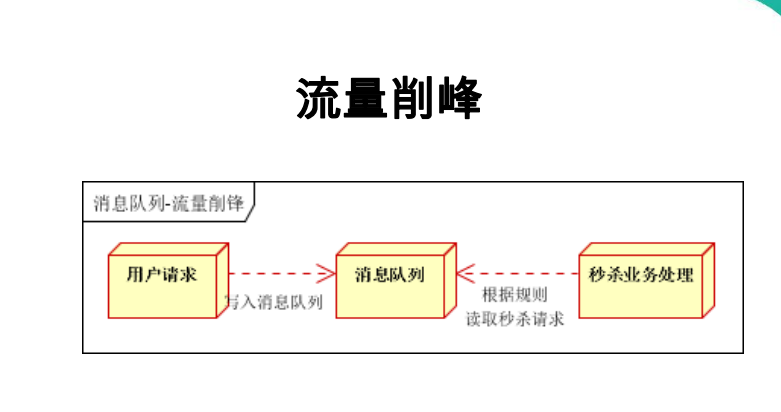 流量削峰
消息队列-流量削锋
用户请求
消息队列
秒杀业务处理
写入消息队列
根据规则
读取秒杀请求